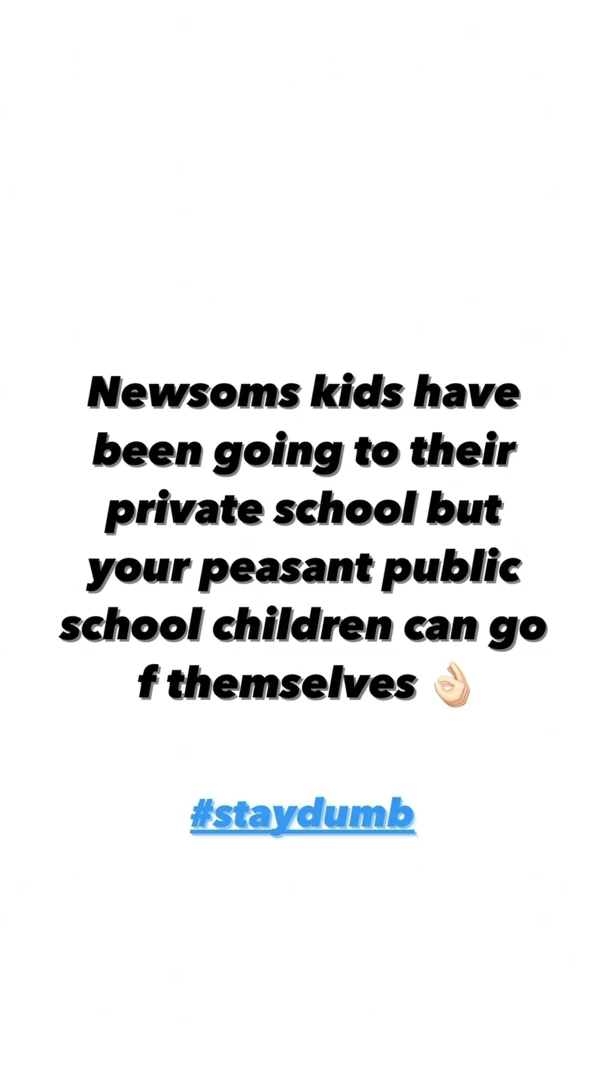 Newsoms kids have
been going to their
private school but
your peasant public
school children can go
f themselves 👌🏻
#staydumb